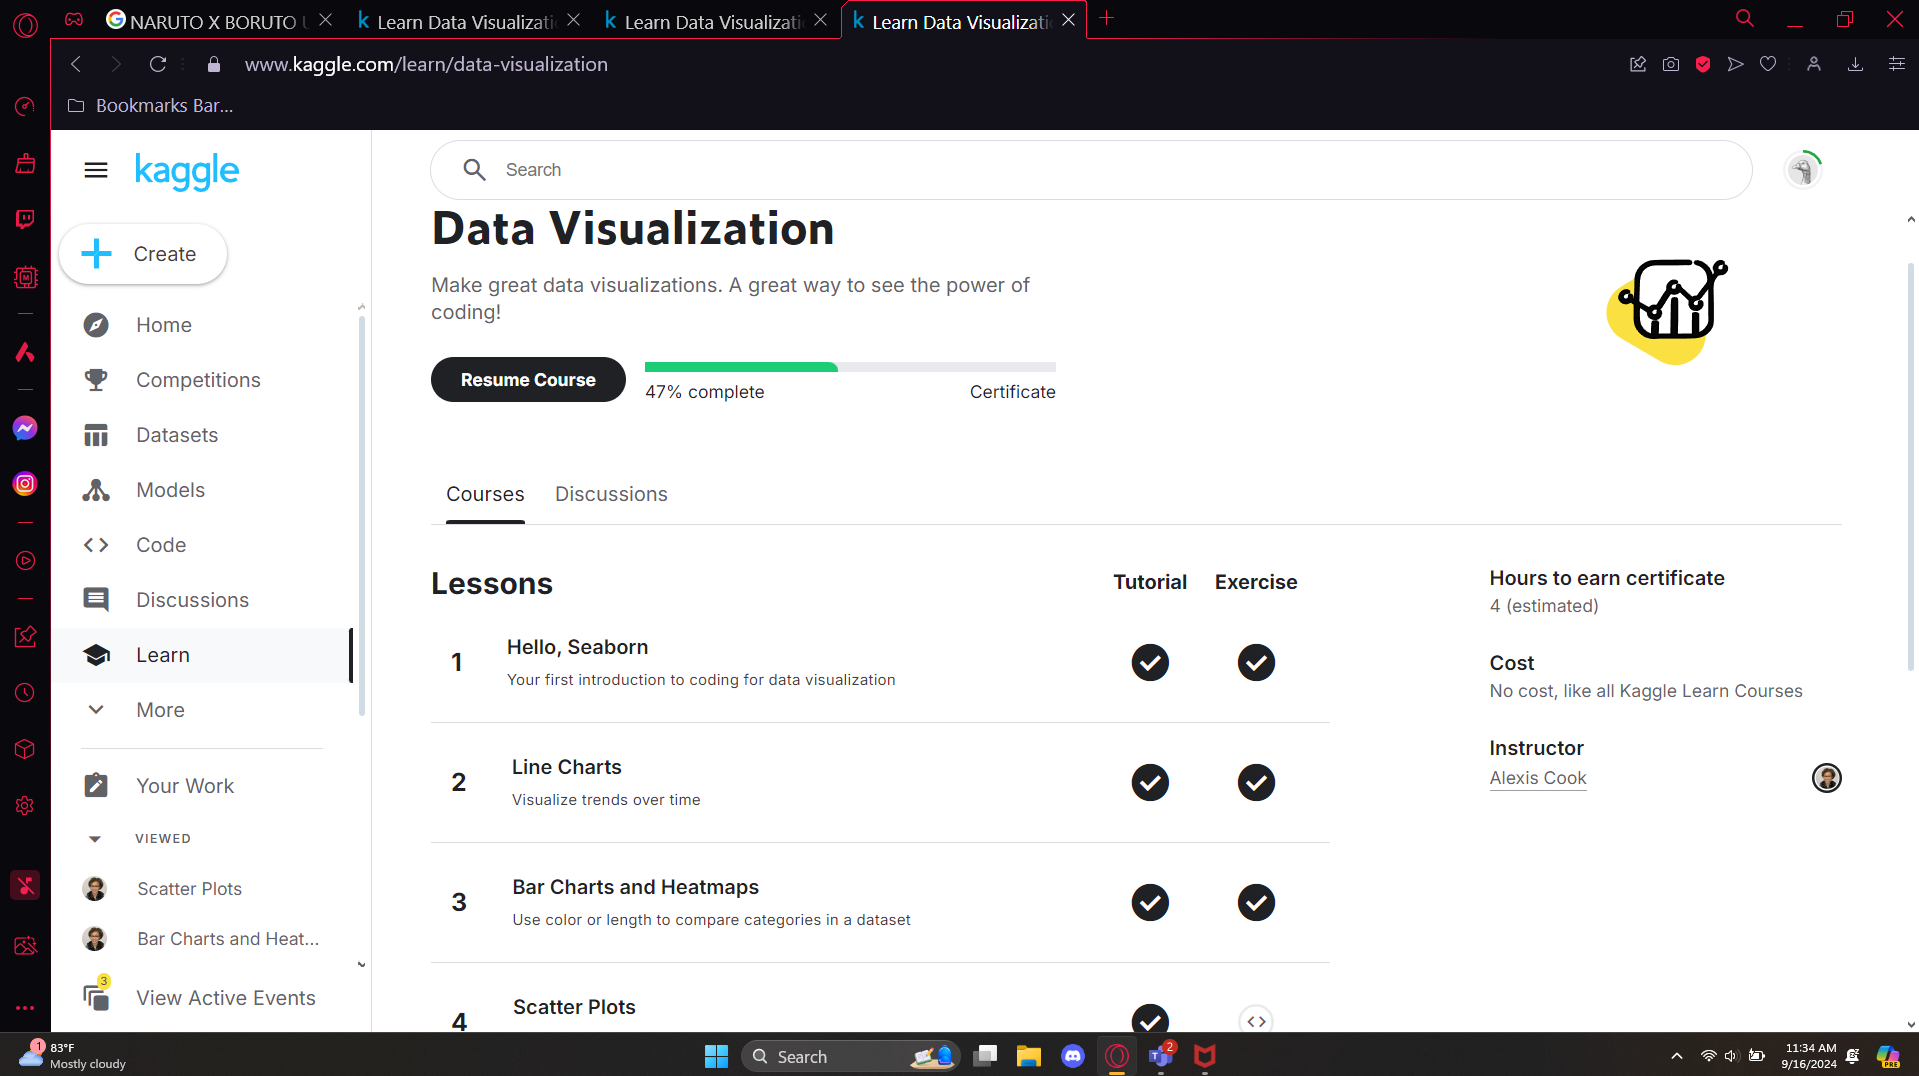 NARUTO X BORUTO
Learn Data Visualizati
Learn Data Visualizati
Learn Data Visualizati
www.kaggle.com/learn/data-visualization
Bookmarks Bar...
kaggle
Search
Create
Home
Competitions
Datasets
Models
Code
Discussions
Learn
More
Your Work
VIEWED
Scatter Plots
Bar Charts and Heat...
3
View Active Events
Data Visualization
Make great data visualizations. A great way to see the power of
coding!
Resume Course
47% complete
Certificate
Courses
Discussions
Lessons
Tutorial
Exercise
1
Hello, Seaborn
Your first introduction to coding for data visualization
2
Line Charts
Visualize trends over time
3
Bar Charts and Heatmaps
Use color or length to compare categories in a dataset
4
Scatter Plots
Hours to earn certificate
4 (estimated)
Cost
No cost, like all Kaggle Learn Courses
Instructor
Alexis Cook
1
83°F
Mostly cloudy
Search
2
11:34 AM
9/16/2024
PRE